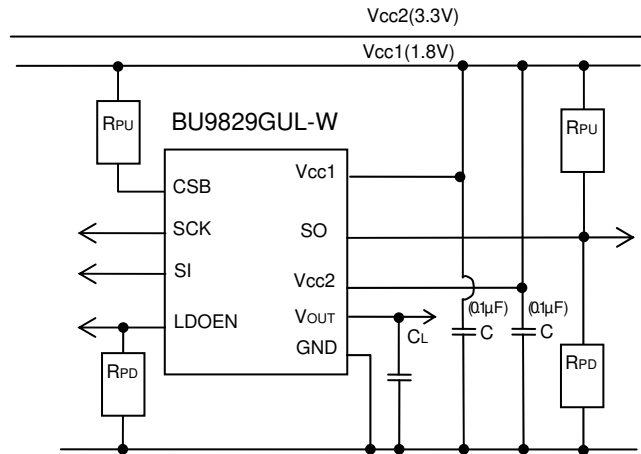 Vcc2(3.3V)
Vcc1(1.8V)
RPU
BU9829GUL-W
RPU
CSB
Vcc1
SCK
SO
SI
Vcc2
(0.1μF)
(0.1μF)
LDOEN
VOUT
CL
C
C
GND
RPD
RPD